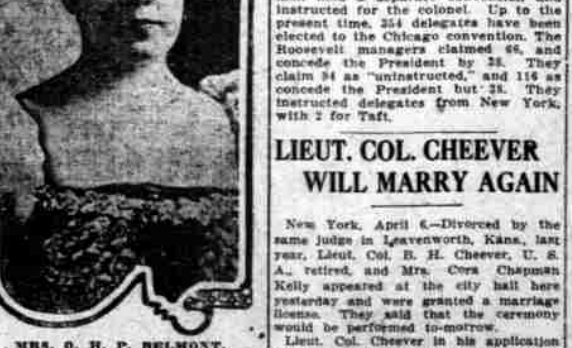 MRS. O. H. P. BELMONT.
instructed for the colonel. Up to the
present time, 254 delegates have been
elected to the Chicago convention. The
Roosevelt managers claimed 66, and
concede the President by 28. They
claim 94 as "uninstructed," and 116 as
concede the President but 28. They
instructed delegates from New York,
with 2 for Taft.
LIEUT. COL. CHEEVER
WILL MARRY AGAIN
New York, April 6.—Divorced by the
same judge in Leavenworth, Kans., last
year, Lieut. Col. B. H. Cheever, U. S.
A., retired, and Mrs. Cora Chapman
Kelly appeared at the city hall here
yesterday and were granted a marriage
license. They said that the ceremony
would be performed to-morrow.
Lieut. Col. Cheever in his application